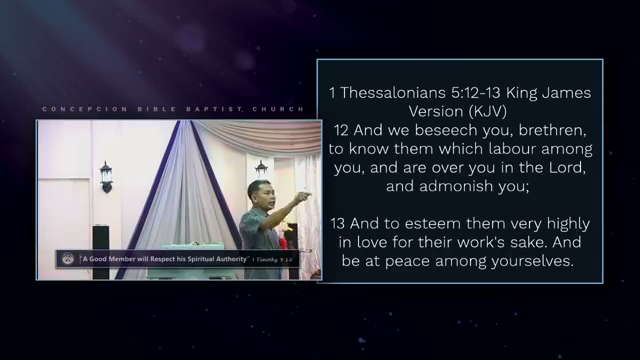 CONCEPCION BIBLE BAPTIST CHURCH
"A Good Member will Respect his Spiritual Authority"
1 Thessalonians 5:12-13 King James
Version (KJV)
12 And we beseech you, brethren,
to know them which labour among
you, and are over you in the Lord,
and admonish you;
13 And to esteem them very highly
in love for their work's sake. And
be at peace among yourselves.